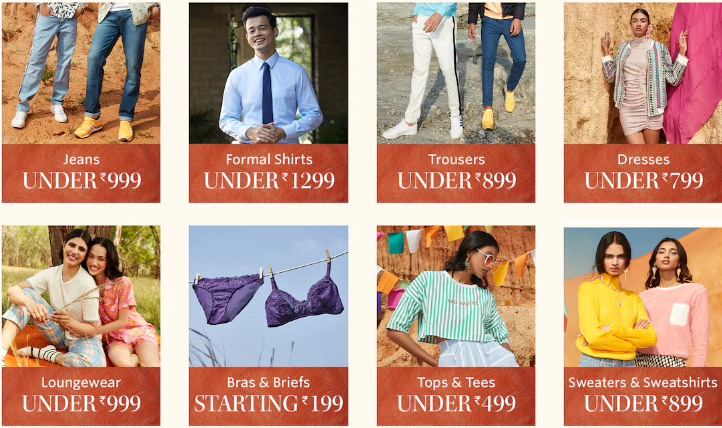 Jeans
UNDER ₹999
Formal Shirts
UNDER ₹1299
Trousers
UNDER ₹899
Dresses
UNDER ₹799
Loungewear
UNDER ₹999
Bras & Briefs
STARTING ₹199
Tops & Tees
UNDER ₹499
Sweaters & Sweatshirts
UNDER ₹899